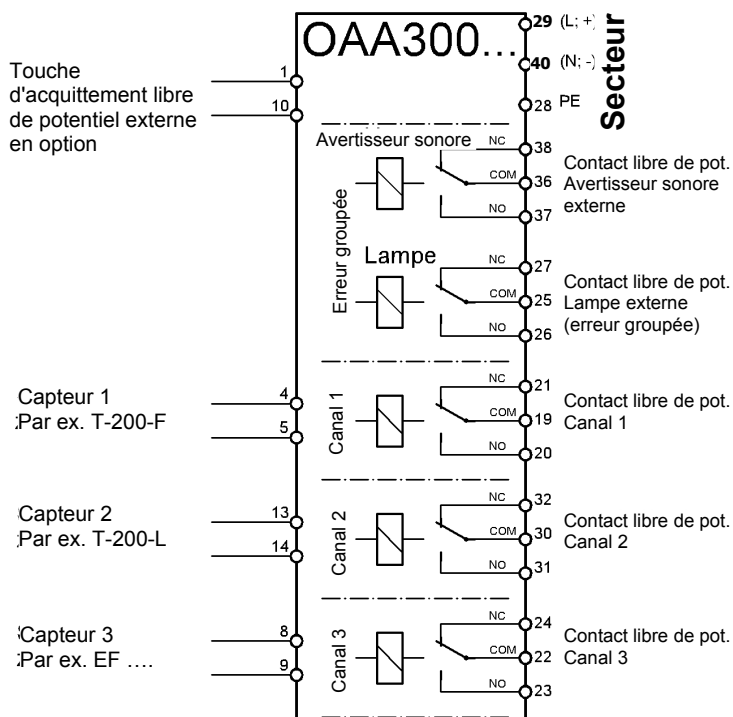 OAA300...
29 (L; +)
40 (N; -)
28 PE
Secteur
Touche
d'acquittement libre
de potentiel externe
en option
1
10
Avertisseur sonore
Erreur groupée
NC
COM
NO
38
36
37
Contact libre de pot.
Avertisseur sonore
externe
Lampe
NC
COM
NO
27
25
26
Contact libre de pot.
Lampe externe
(erreur groupée)
Capteur 1
Par ex. T-200-F
4
5
Canal 1
NC
COM
NO
21
19
20
Contact libre de pot.
Canal 1
Capteur 2
Par ex. T-200-L
13
14
Canal 2
NC
COM
NO
32
30
31
Contact libre de pot.
Canal 2
Capteur 3
Par ex. EF ….
8
9
Canal 3
NC
COM
NO
24
22
23
Contact libre de pot.
Canal 3